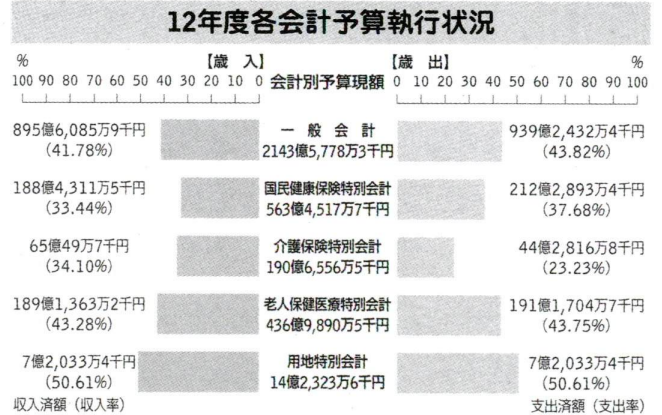 12年度各会計予算執行状況
% 【歳 入】 【歳 出】 %
100 90 80 70 60 50 40 30 20 10 0 会計別予算現額 0 10 20 30 40 50 60 70 80 90 100
895億6,085万9千円 一般会計 939億2,432万4千円
(41.78%) 2143億5,778万3千円 (43.82%)
188億4,311万5千円 国民健康保険特別会計 212億2,893万4千円
(33.44%) 563億4,517万7千円 (37.68%)
65億49万7千円 介護保険特別会計 44億2,816万8千円
(34.10%) 190億6,556万5千円 (23.23%)
189億1,363万2千円 老人保健医療特別会計 191億1,704万7千円
(43.28%) 436億9,890万5千円 (43.75%)
7億2,033万4千円 用地特別会計 7億2,033万4千円
(50.61%) 14億2,323万6千円 (50.61%)
収入済額(収入率) 支出済額(支出率)